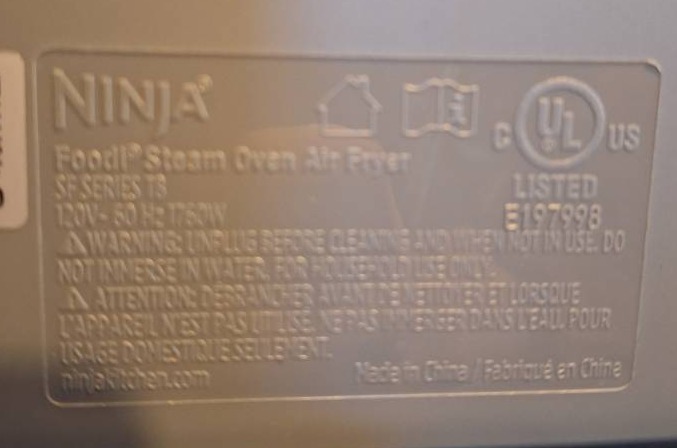 NINJA®
C UL® US
Foodi® Steam Oven Air Fryer
SF SERIES 18
LISTED
120V~ 60 Hz 1760W
E197998
WARNING: UNPLUG BEFORE CLEANING AND WHEN NOT IN USE. DO
NOT IMMERSE IN WATER. FOR HOUSEHOLD USE ONLY.
ATTENTION: DÉBRANCHER AVANT DE NETTOYER ET LORSQUE
L'APPAREIL N'EST PAS UTILISÉ. NE PAS IMMERGER DANS L'EAU. POUR
USAGE DOMESTIQUE SEULEMENT.
ninjakitchen.com
Made in China / Fabriqué en Chine